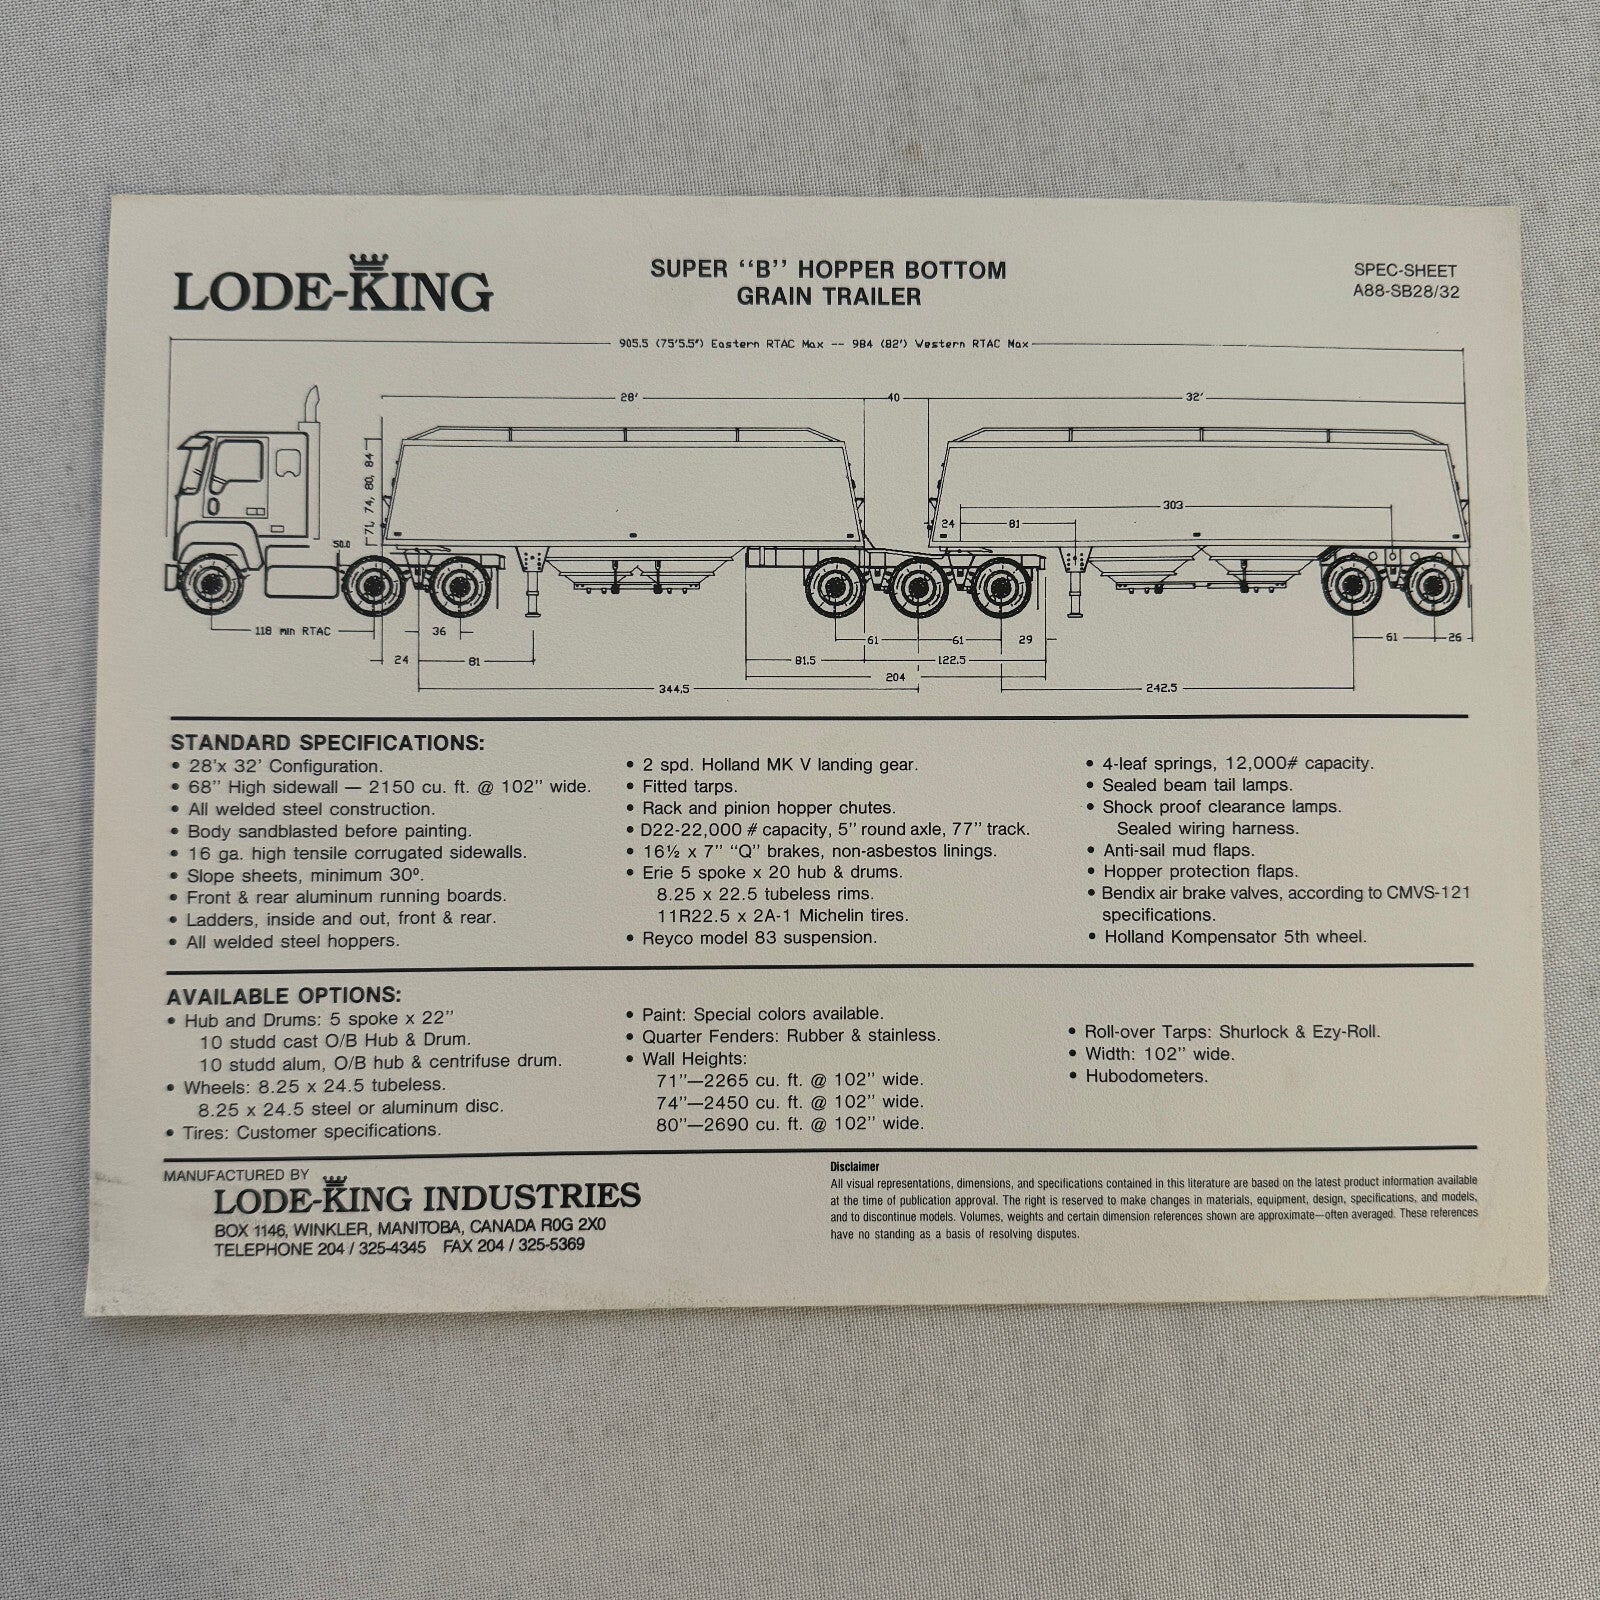 LODE-KING
SUPER "B" HOPPER BOTTOM
GRAIN TRAILER
SPEC-SHEET
A88-SB28/32
905.5 (75'5.5") Eastern RTAC Max -- 984 (82') Western RTAC Max
28'
40
32'
71, 74, 80, 84
50.0
24
81
303
118 min RTAC
36
24
81
61
61
29
81.5
122.5
204
344.5
242.5
61
26
STANDARD SPECIFICATIONS:
• 28'x 32' Configuration.
• 68" High sidewall — 2150 cu. ft. @ 102" wide.
• All welded steel construction.
• Body sandblasted before painting.
• 16 ga. high tensile corrugated sidewalls.
• Slope sheets, minimum 30º.
• Front & rear aluminum running boards.
• Ladders, inside and out, front & rear.
• All welded steel hoppers.
• 2 spd. Holland MK V landing gear.
• Fitted tarps.
• Rack and pinion hopper chutes.
• D22-22,000 # capacity, 5" round axle, 77" track.
• 16½ x 7" "Q" brakes, non-asbestos linings.
• Erie 5 spoke x 20 hub & drums.
8.25 x 22.5 tubeless rims.
11R22.5 x 2A-1 Michelin tires.
• Reyco model 83 suspension.
• 4-leaf springs, 12,000# capacity.
• Sealed beam tail lamps.
• Shock proof clearance lamps.
Sealed wiring harness.
• Anti-sail mud flaps.
• Hopper protection flaps.
• Bendix air brake valves, according to CMVS-121
specifications.
• Holland Kompensator 5th wheel.
AVAILABLE OPTIONS:
• Hub and Drums: 5 spoke x 22"
10 studd cast O/B Hub & Drum.
10 studd alum, O/B hub & centrifuse drum.
• Wheels: 8.25 x 24.5 tubeless.
8.25 x 24.5 steel or aluminum disc.
• Tires: Customer specifications.
• Paint: Special colors available.
• Quarter Fenders: Rubber & stainless.
• Wall Heights:
71"—2265 cu. ft. @ 102" wide.
74"—2450 cu. ft. @ 102" wide.
80"—2690 cu. ft. @ 102" wide.
• Roll-over Tarps: Shurlock & Ezy-Roll.
• Width: 102" wide.
• Hubodometers.
MANUFACTURED BY
LODE-KING INDUSTRIES
BOX 1146, WINKLER, MANITOBA, CANADA R0G 2X0
TELEPHONE 204 / 325-4345 FAX 204 / 325-5369
Disclaimer
All visual representations, dimensions, and specifications contained in this literature are based on the latest product information available
at the time of publication approval. The right is reserved to make changes in materials, equipment, design, specifications, and models,
and to discontinue models. Volumes, weights and certain dimension references shown are approximate—often averaged. These references
have no standing as a basis of resolving disputes.